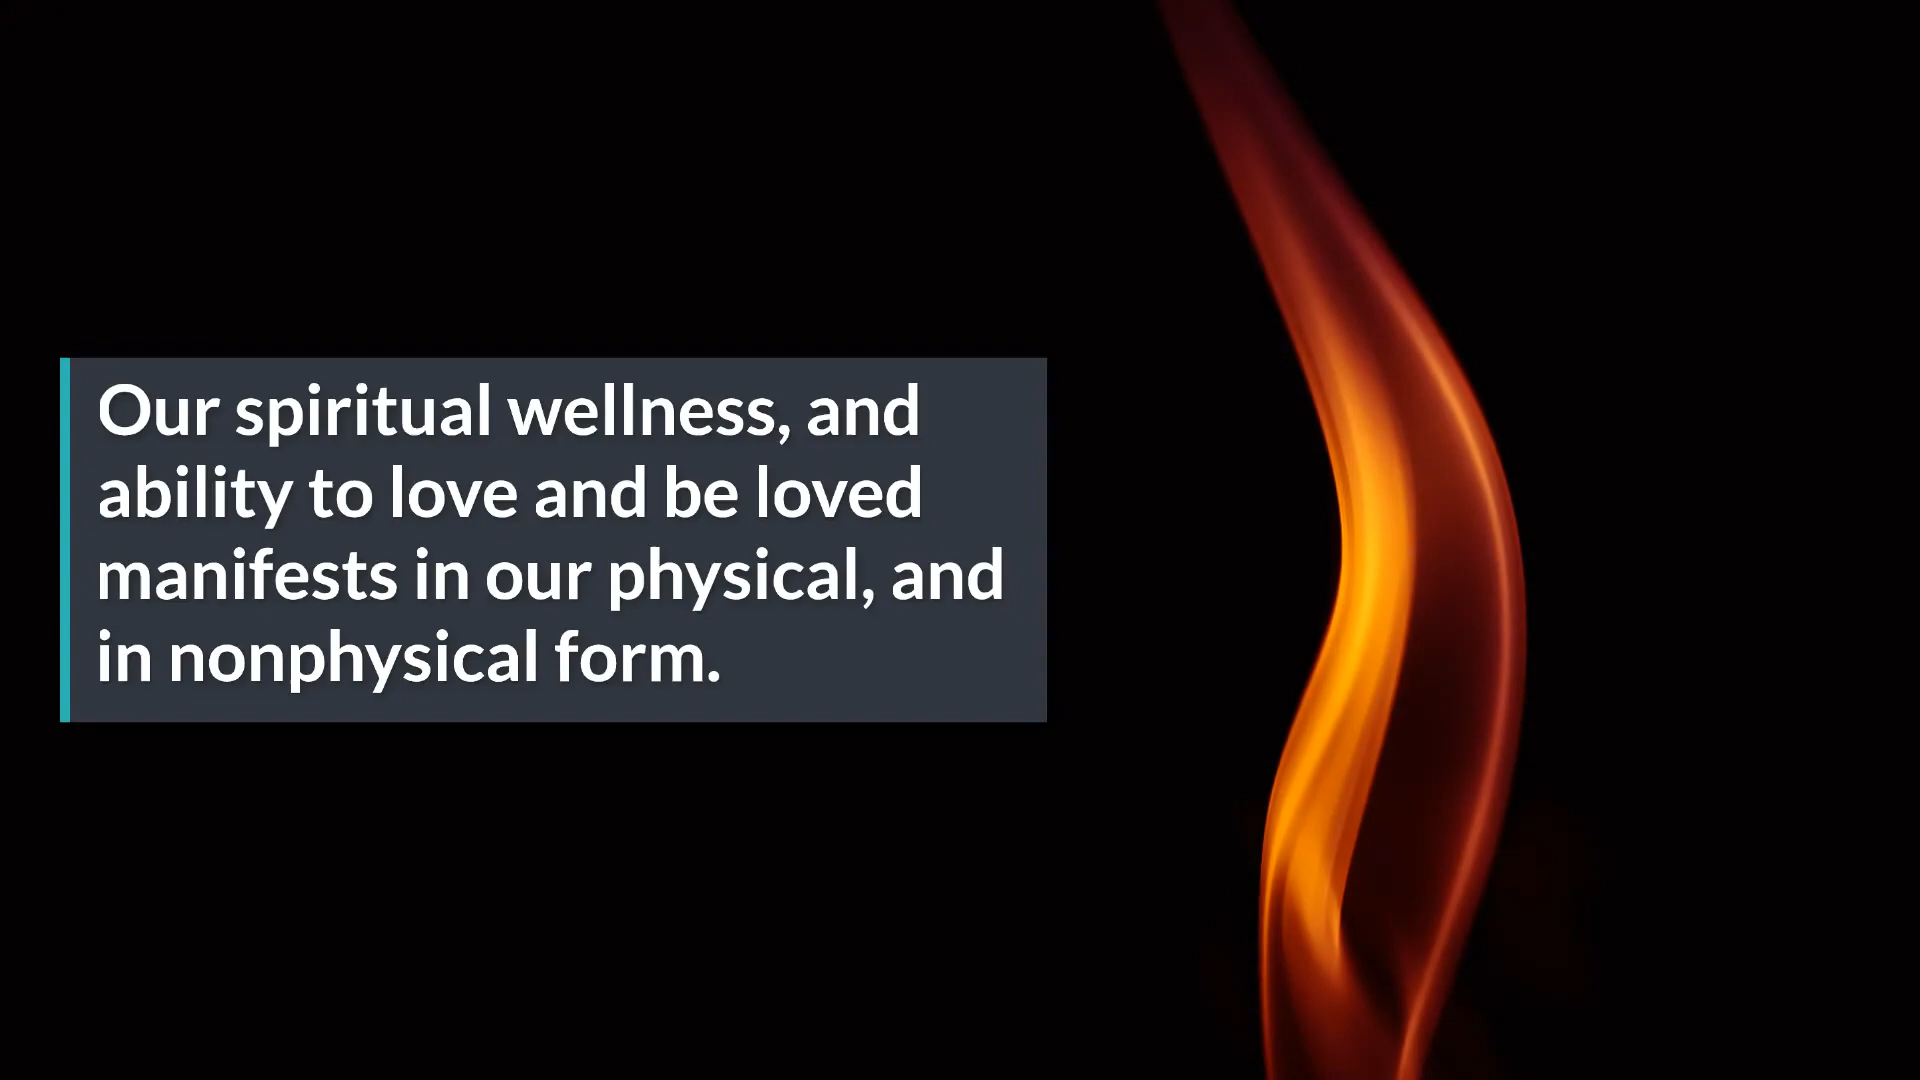 Our spiritual wellness, and
ability to love and be loved
manifests in our physical, and
in nonphysical form.